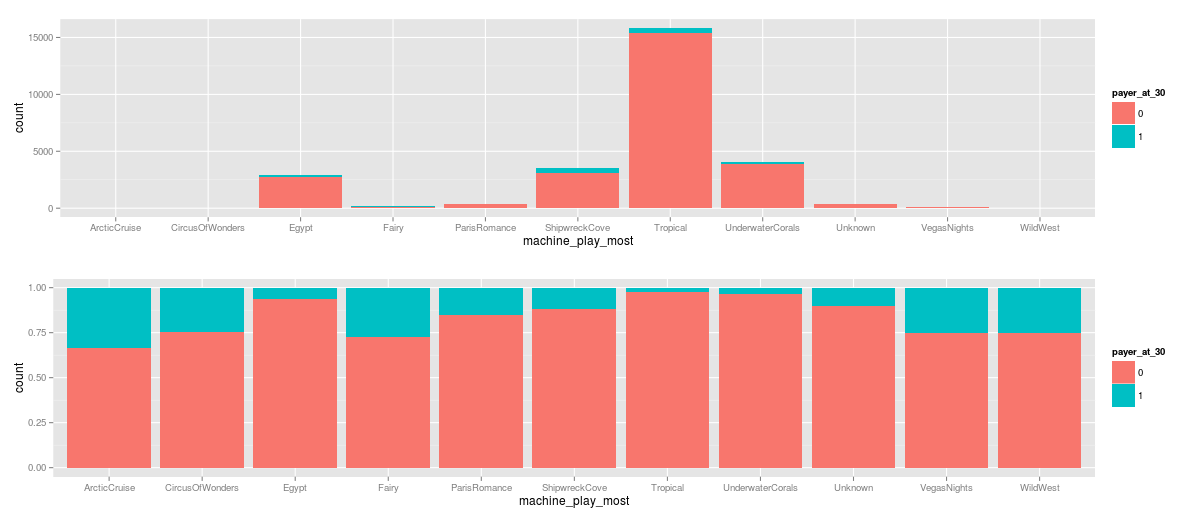 15000
10000
5000
0
count
ArcticCruise CircusOfWonders Egypt Fairy ParisRomance ShipwreckCove Tropical UnderwaterCorals Unknown VegasNights WildWest
machine_play_most
payer_at_30
0
1
1.00
0.75
0.50
0.25
0.00
count
ArcticCruise CircusOfWonders Egypt Fairy ParisRomance ShipwreckCove Tropical UnderwaterCorals Unknown VegasNights WildWest
machine_play_most
payer_at_30
0
1